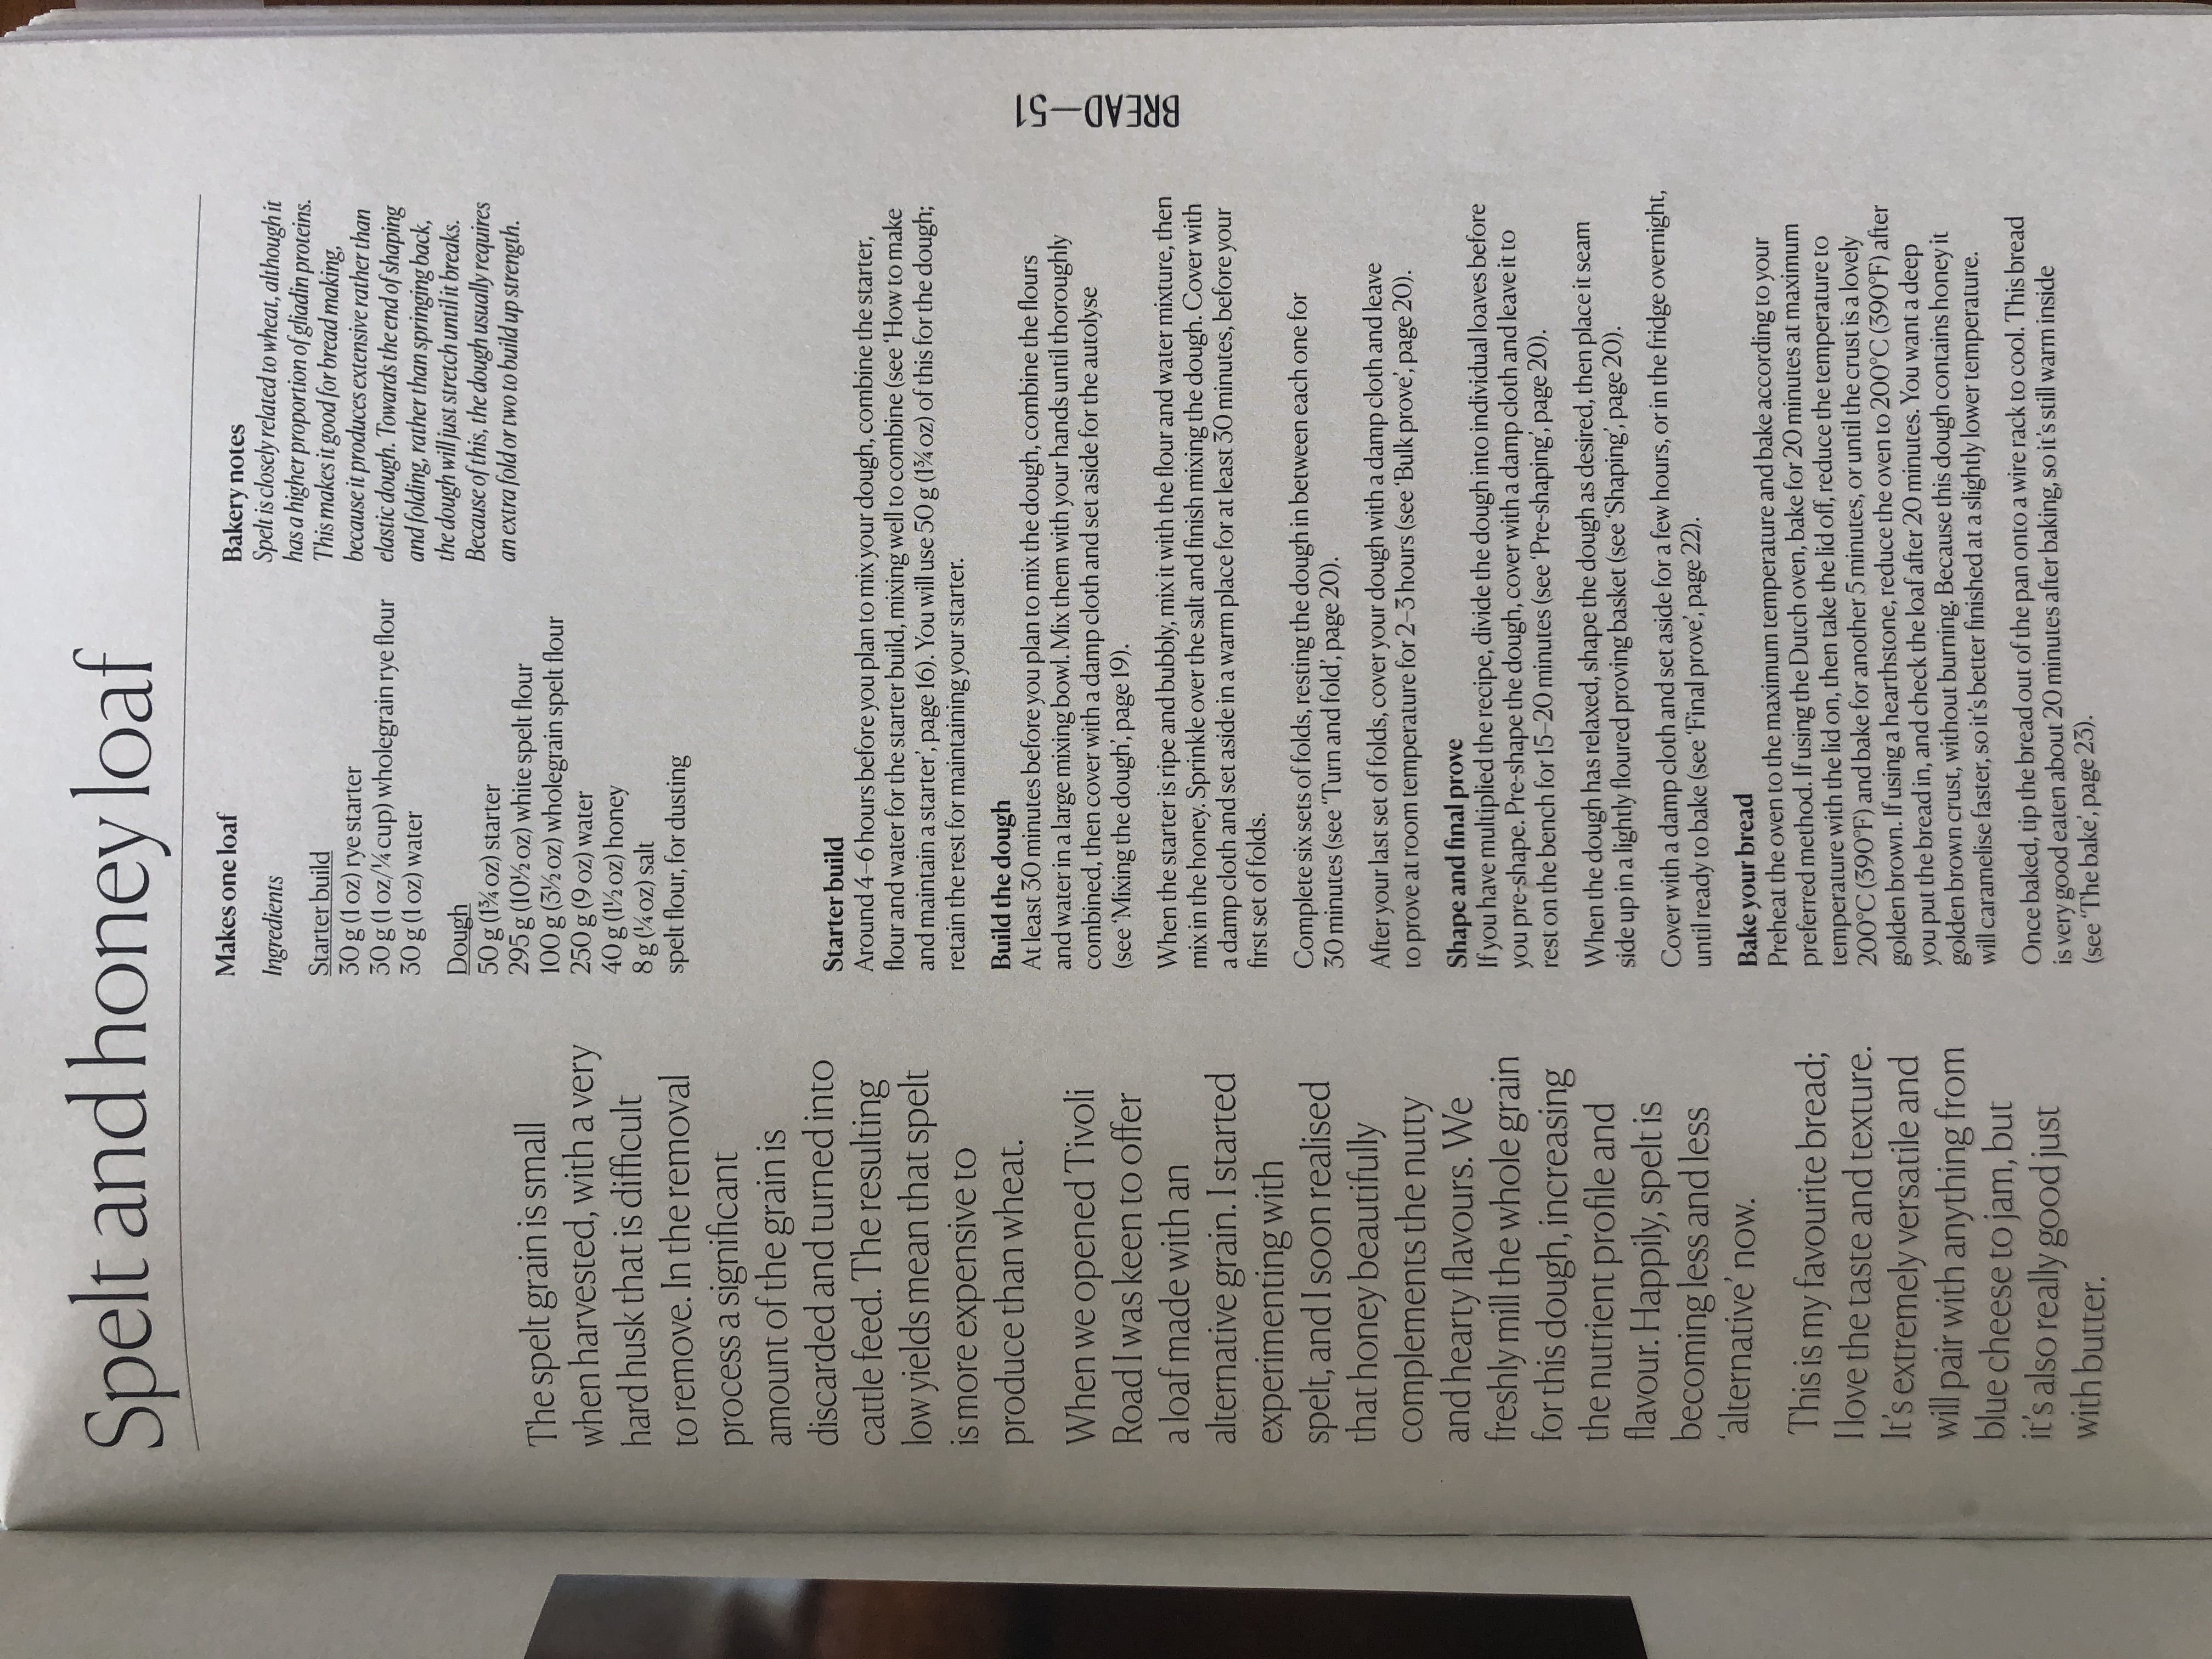 Spelt and honey loaf
The spelt grain is small
when harvested, with a very
hard husk that is difficult
to remove. In the removal
process a significant
amount of the grain is
discarded and turned into
cattle feed. The resulting
low yields mean that spelt
is more expensive to
produce than wheat.
When we opened Tivoli
Road I was keen to offer
a loaf made with an
alternative grain. I started
experimenting with
spelt, and I soon realised
that honey beautifully
complements the nutty
and hearty flavours. We
freshly mill the whole grain
for this dough, increasing
the nutrient profile and
flavour. Happily, spelt is
becoming less and less
‘alternative’ now.
This is my favourite bread;
I love the taste and texture.
It’s extremely versatile and
will pair with anything from
blue cheese to jam, but
it’s also really good just
with butter.
Makes one loaf
Ingredients
Starter build
30 g (1 oz) rye starter
30 g (1 oz/¼ cup) wholegrain rye flour
30 g (1 oz) water
Dough
50 g (1¾ oz) starter
295 g (10½ oz) white spelt flour
100 g (3½ oz) wholegrain spelt flour
250 g (9 oz) water
40 g (1½ oz) honey
8 g (¼ oz) salt
spelt flour, for dusting
Bakery notes
Spelt is closely related to wheat, although it
has a higher proportion of gliadin proteins.
This makes it good for bread making,
because it produces extensive rather than
elastic dough. Towards the end of shaping
and folding, rather than springing back,
the dough will just stretch until it breaks.
Because of this, the dough usually requires
an extra fold or two to build up strength.
Starter build
Around 4–6 hours before you plan to mix your dough, combine the starter,
flour and water for the starter build, mixing well to combine (see ‘How to make
and maintain a starter’, page 16). You will use 50 g (1¾ oz) of this for the dough;
retain the rest for maintaining your starter.
Build the dough
At least 30 minutes before you plan to mix the dough, combine the flours
and water in a large mixing bowl. Mix them with your hands until thoroughly
combined, then cover with a damp cloth and set aside for the autolyse
(see ‘Mixing the dough’, page 19).
When the starter is ripe and bubbly, mix it with the flour and water mixture, then
mix in the honey. Sprinkle over the salt and finish mixing the dough. Cover with
a damp cloth and set aside in a warm place for at least 30 minutes, before your
first set of folds.
Complete six sets of folds, resting the dough in between each one for
30 minutes (see ‘Turn and fold’, page 20).
After your last set of folds, cover your dough with a damp cloth and leave
to prove at room temperature for 2–3 hours (see ‘Bulk prove’, page 20).
Shape and final prove
If you have multiplied the recipe, divide the dough into individual loaves before
you pre-shape. Pre-shape the dough, cover with a damp cloth and leave it to
rest on the bench for 15–20 minutes (see ‘Pre-shaping’, page 20).
When the dough has relaxed, shape the dough as desired, then place it seam
side up in a lightly floured proving basket (see ‘Shaping’, page 20).
Cover with a damp cloth and set aside for a few hours, or in the fridge overnight,
until ready to bake (see ‘Final prove’, page 22).
Bake your bread
Preheat the oven to the maximum temperature and bake according to your
preferred method. If using the Dutch oven, bake for 20 minutes at maximum
temperature with the lid on, then take the lid off, reduce the temperature to
200°C (390°F) and bake for another 5 minutes, or until the crust is a lovely
golden brown. If using a hearthstone, reduce the oven to 200°C (390°F) after
you put the bread in, and check the loaf after 20 minutes. You want a deep
golden brown crust, without burning. Because this dough contains honey it
will caramelise faster, so it’s better finished at a slightly lower temperature.
Once baked, tip the bread out of the pan onto a wire rack to cool. This bread
is very good eaten about 20 minutes after baking, so it’s still warm inside
(see ‘The bake’, page 23).
BREAD—51